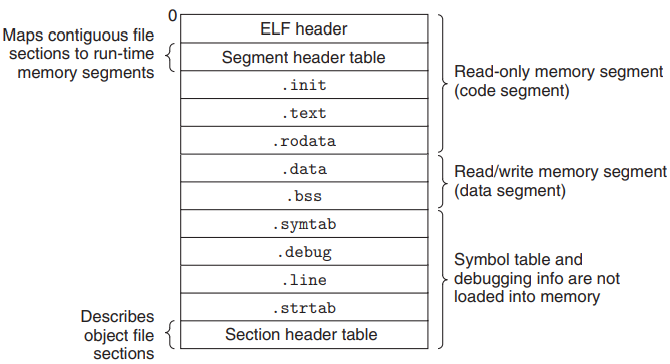 0
Maps contiguous file
sections to run-time
memory segments
ELF header
Segment header table
.init
.text
.rodata
.data
.bss
.symtab
.debug
.line
.strtab
Section header table
Read-only memory segment
(code segment)
Read/write memory segment
(data segment)
Symbol table and
debugging info are not
loaded into memory
Describes
object file
sections